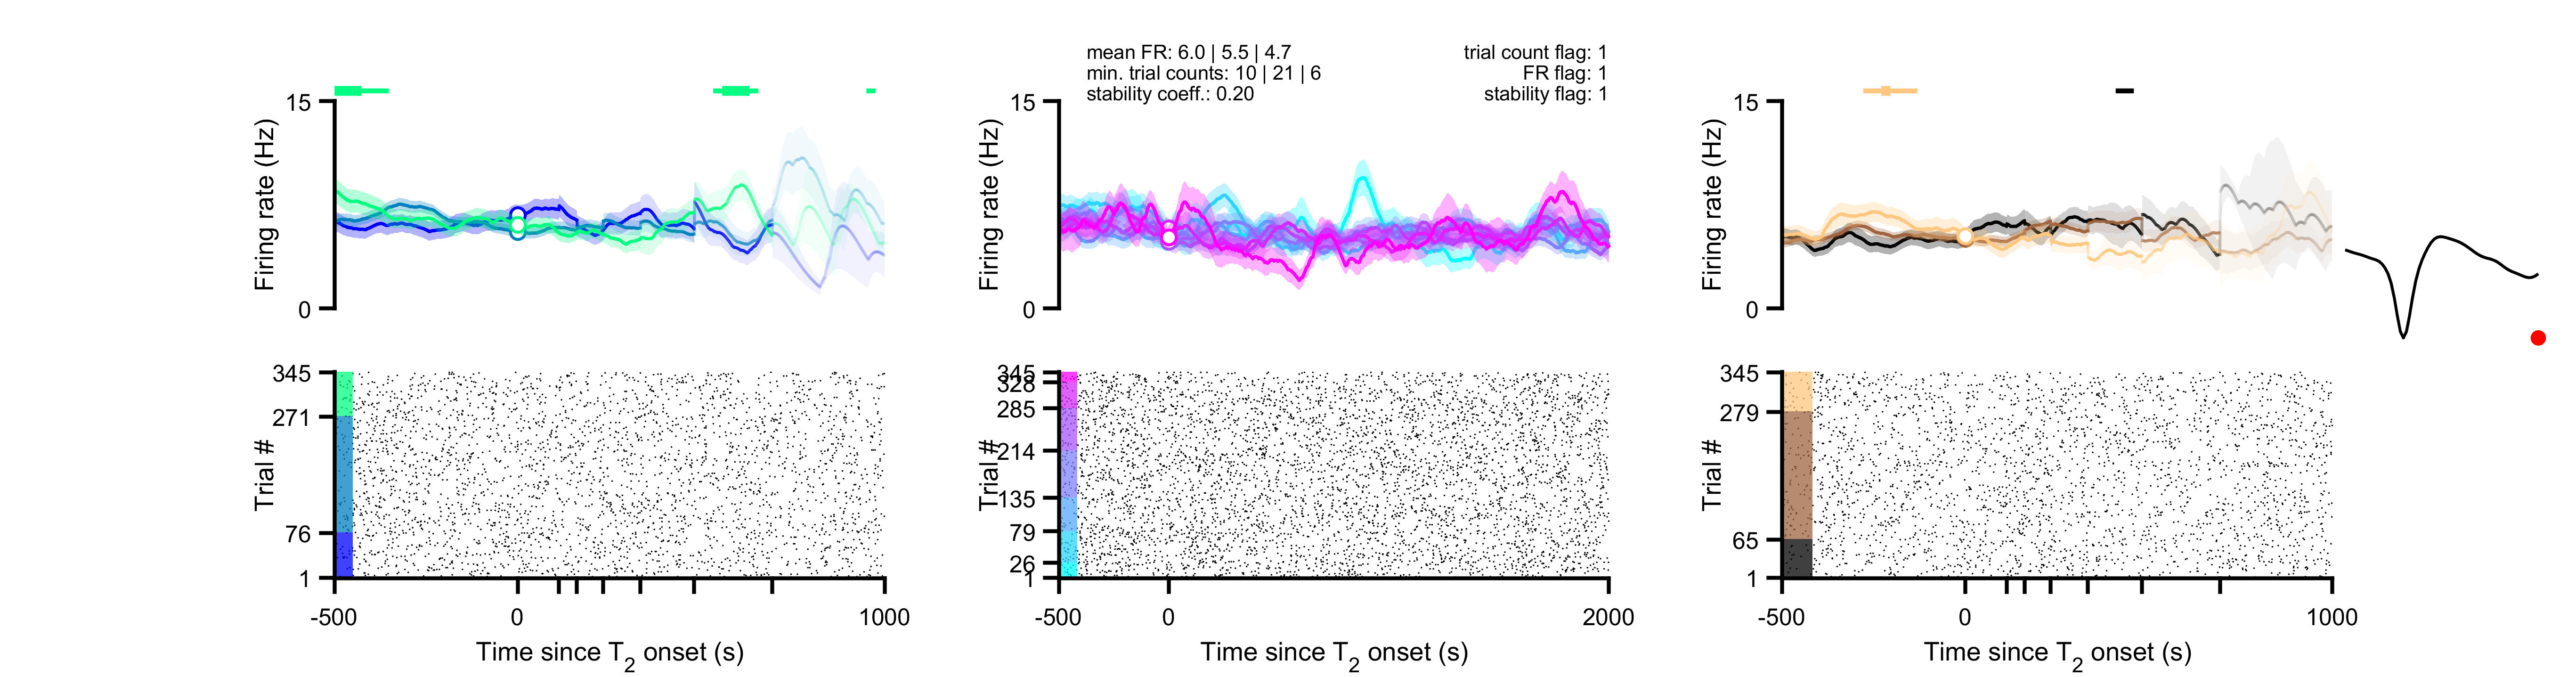 mean FR: 6.0 | 5.5 | 4.7
min. trial counts: 10 | 21 | 6
stability coeff.: 0.20
trial count flag: 1
FR flag: 1
stability flag: 1
15
Firing rate (Hz)
0
345
271
Trial #
76
1
-500
0
1000
Time since T2 onset (s)
15
Firing rate (Hz)
0
345
328
285
214
Trial #
135
79
26
1
-500
0
2000
Time since T2 onset (s)
15
Firing rate (Hz)
0
345
279
Trial #
65
1
-500
0
1000
Time since T2 onset (s)